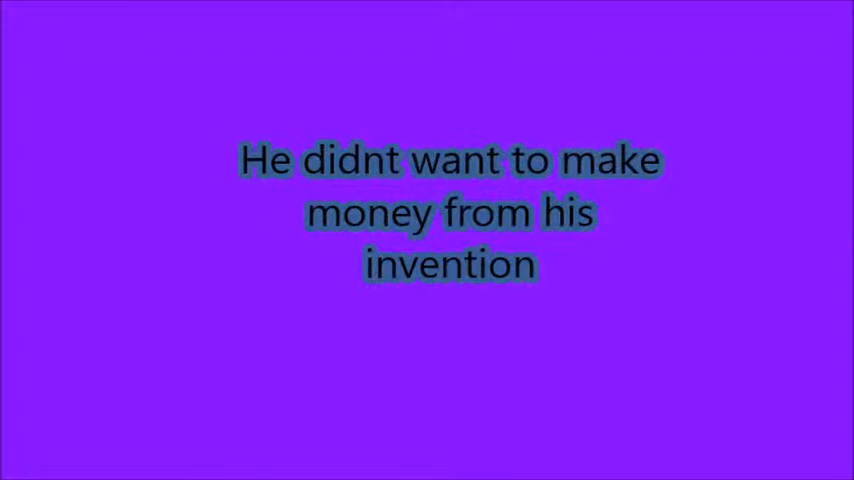 He didnt want to make
money from his
invention